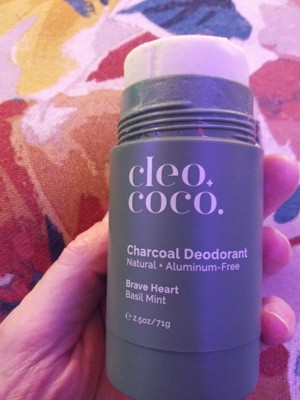 cleo+
coco.
Charcoal Deodorant
Natural + Aluminum-Free
Brave Heart
Basil Mint
℮ 2.5oz/71g